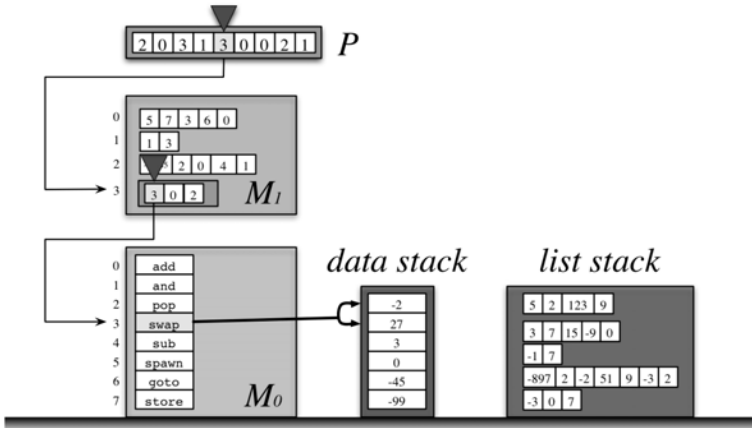 2 0 3 1 3 0 0 2 1 P
0 5 7 3 6 0
1 1 3
2 2 0 4 1
3 3 0 2
M1
data stack
list stack
0 add
1 and
2 pop
3 swap
4 sub
5 spawn
6 goto
7 store
M0
-2
27
3
0
-45
-99
5 2 123 9
3 7 15 -9 0
-1 7
-897 2 -2 51 9 -3 2
-3 0 7